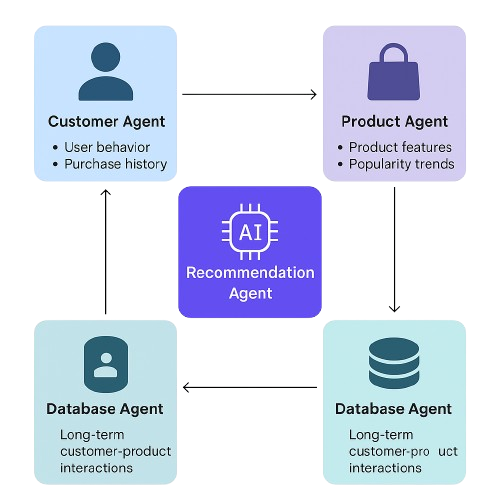 Customer Agent
• User behavior
• Purchase history
Product Agent
• Product features
• Popularity trends
AI
Recommendation
Agent
Database Agent
Long-term
customer-product
interactions
Database Agent
Long-term
customer-pro uct
interactions